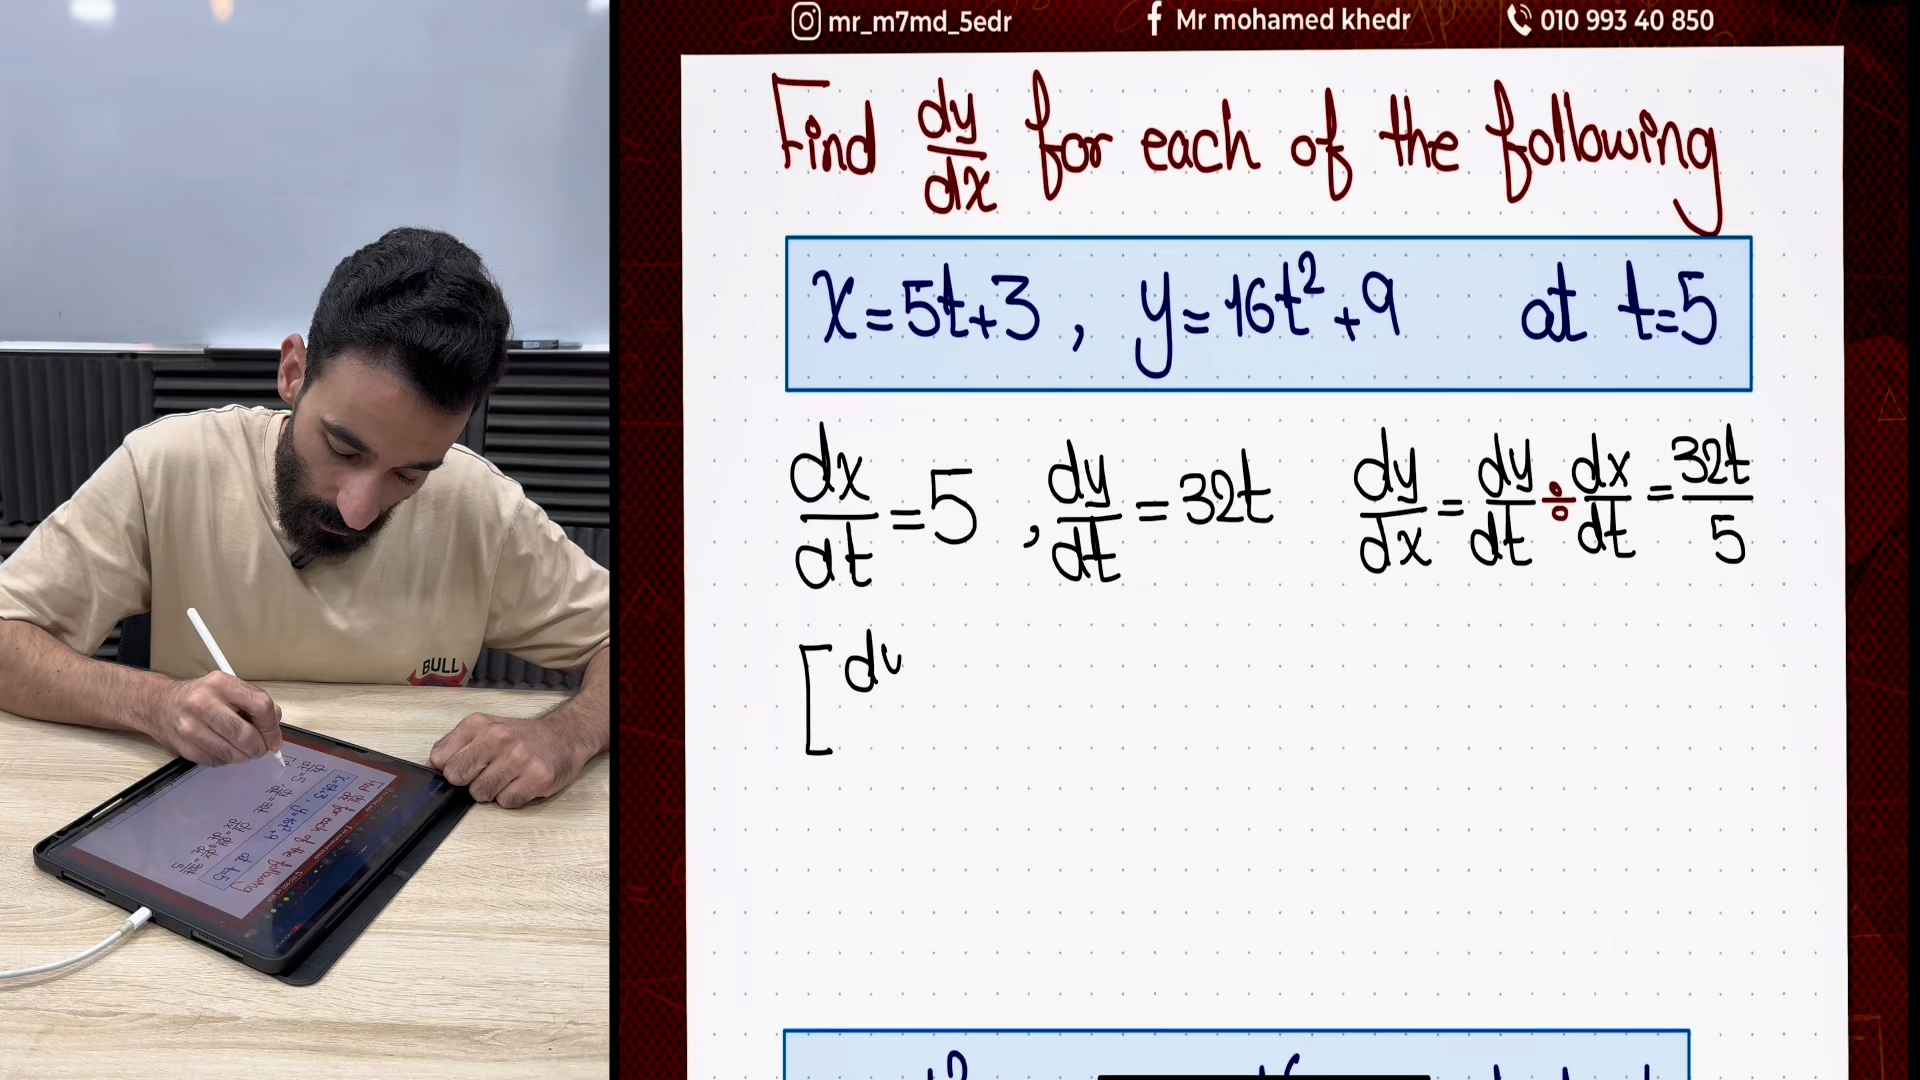 mr_m7md_5edr Mr mohamed khedr 010 993 40 850
Find dy/dx for each of the following
x=5t+3 , y=16t²+9 at t=5
dx/dt=5 , dy/dt=32t dy/dx=dy/dt÷dx/dt=32t/5
[d
BULL